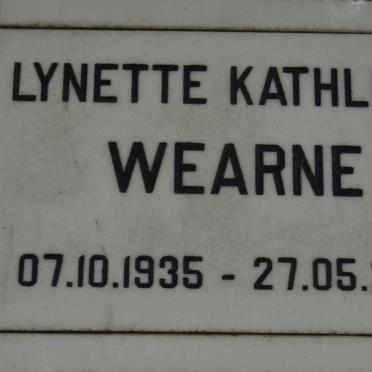 LYNETTE KATHL
WEARNE
07.10.1935 - 27.05.